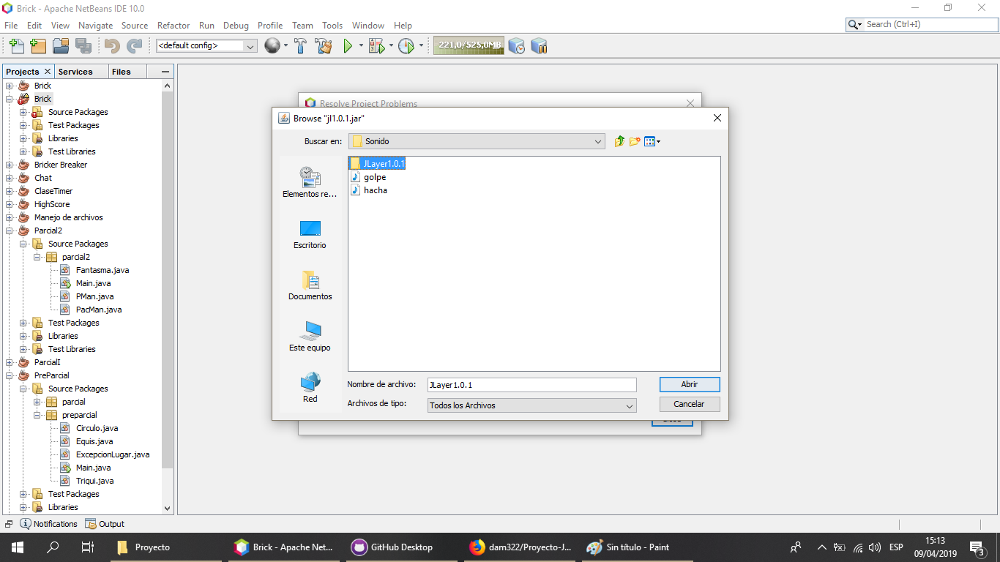 Brick - Apache NetBeans IDE 10.0
File Edit View Navigate Source Refactor Run Debug Profile Team Tools Window Help
Search (Ctrl+I)
<default config>
221,0/525,0MB
Projects
Services
Files
Brick
Brick
Source Packages
Test Packages
Libraries
Test Libraries
Bricker Breaker
Chat
ClaseTimer
HighScore
Manejo de archivos
Parcial2
Source Packages
parcial2
Fantasma.java
Main.java
PMan.java
PacMan.java
Test Packages
Libraries
Test Libraries
ParcialI
PreParcial
Source Packages
parcial
preparcial
Circulo.java
Equis.java
ExcepcionLugar.java
Main.java
Triqui.java
Test Packages
Libraries
Resolve Project Problems
Browse "jl1.0.1.jar"
Buscar en:
Sonido
Elementos re...
Escritorio
Documentos
Este equipo
Red
JLayer1.0.1
golpe
hacha
Nombre de archivo:
JLayer1.0.1
Abrir
Archivos de tipo:
Todos los Archivos
Cancelar
Notifications
Output
Proyecto
Brick - Apache Net...
GitHub Desktop
dam322/Proyecto-J...
Sin título - Paint
ESP
15:13
09/04/2019
3